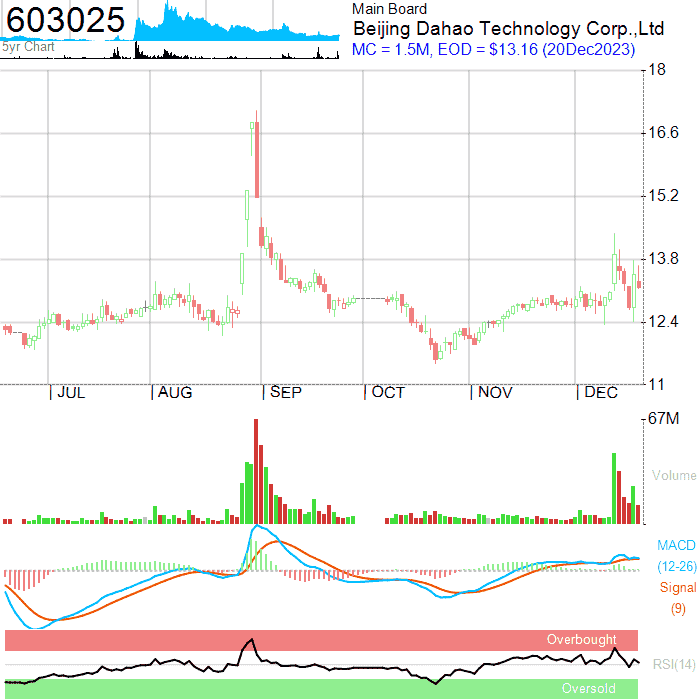 603025
5yr Chart
Main Board
Beijing Dahao Technology Corp.,Ltd
MC = 1.5M, EOD = $13.16 (20Dec2023)
18
16.6
15.2
13.8
12.4
11
JUL AUG SEP OCT NOV DEC
67M
Volume
MACD
(12-26)
Signal
(9)
Overbought
RSI(14)
Oversold